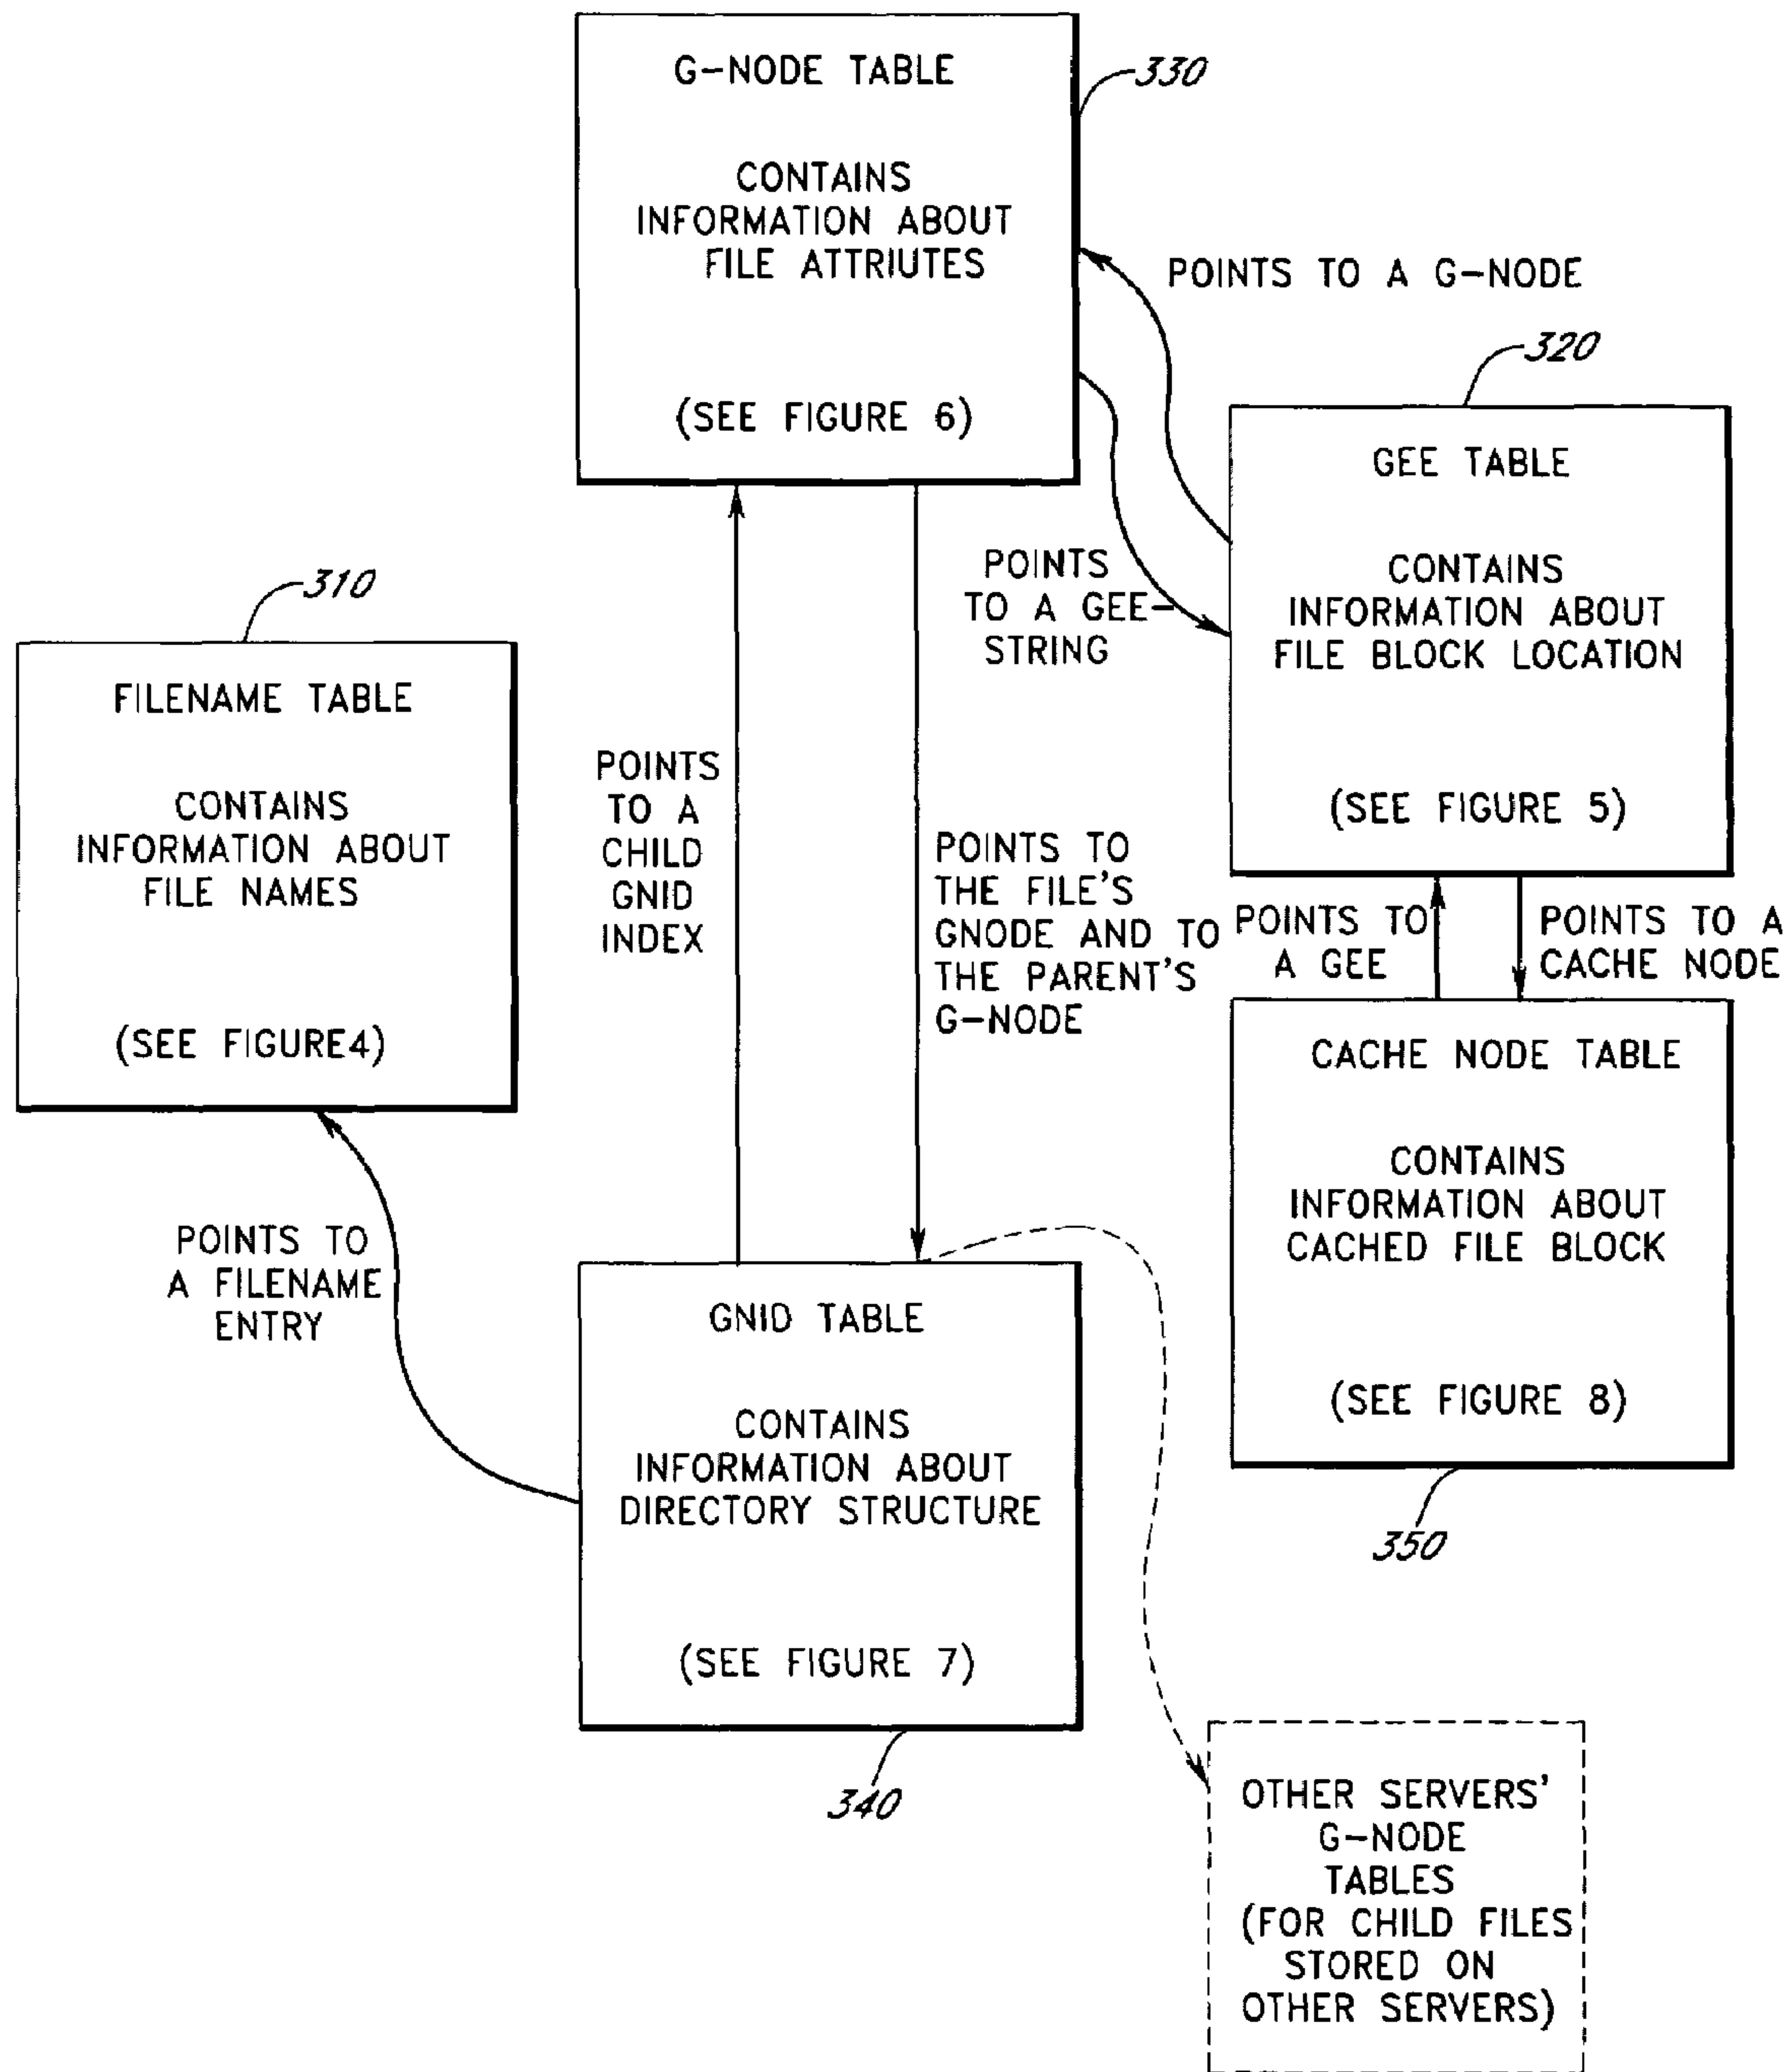 G-NODE TABLE
CONTAINS
INFORMATION ABOUT
FILE ATTRIUTES
(SEE FIGURE 6)
330
POINTS TO A G-NODE
320
GEE TABLE
CONTAINS
INFORMATION ABOUT
FILE BLOCK LOCATION
(SEE FIGURE 5)
POINTS
TO A GEE-
STRING
310
FILENAME TABLE
CONTAINS
INFORMATION ABOUT
FILE NAMES
(SEE FIGURE4)
POINTS
TO A
CHILD
GNID
INDEX
POINTS TO
THE FILE'S
GNODE AND TO
THE PARENT'S
G-NODE
POINTS TO
A GEE
POINTS TO A
CACHE NODE
CACHE NODE TABLE
CONTAINS
INFORMATION ABOUT
CACHED FILE BLOCK
(SEE FIGURE 8)
350
POINTS TO
A FILENAME
ENTRY
GNID TABLE
CONTAINS
INFORMATION ABOUT
DIRECTORY STRUCTURE
(SEE FIGURE 7)
340
OTHER SERVERS'
G-NODE
TABLES
(FOR CHILD FILES
STORED ON
OTHER SERVERS)